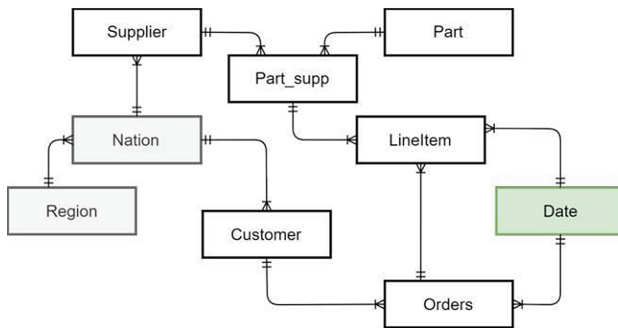 Supplier
Part
Part_supp
Nation
LineItem
Region
Customer
Date
Orders